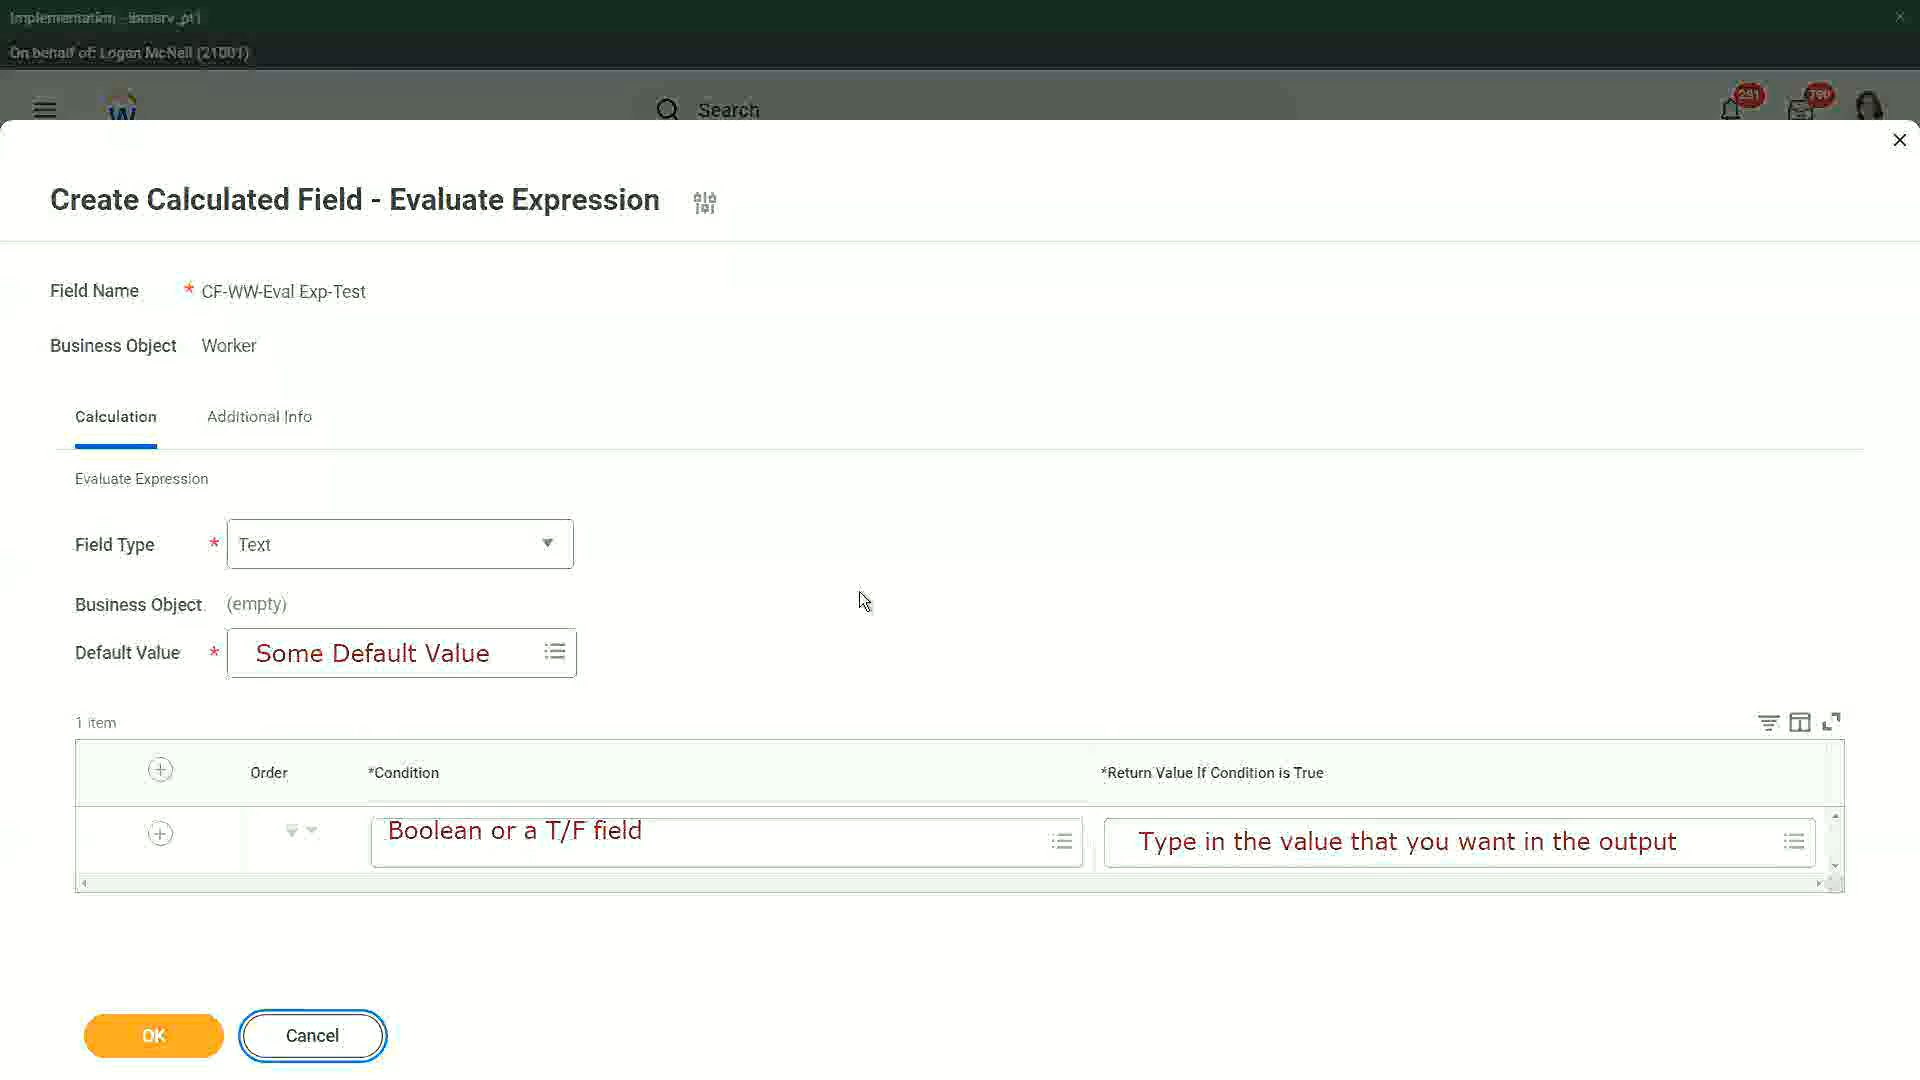 On behalf of: Logan McNeil (21001)
Search
Create Calculated Field - Evaluate Expression
Field Name * CF-WW-Eval Exp-Test
Business Object Worker
Calculation Additional Info
Evaluate Expression
Field Type * Text
Business Object (empty)
Default Value * Some Default Value
1 item
Order *Condition *Return Value If Condition is True
Boolean or a T/F field Type in the value that you want in the output
OK Cancel